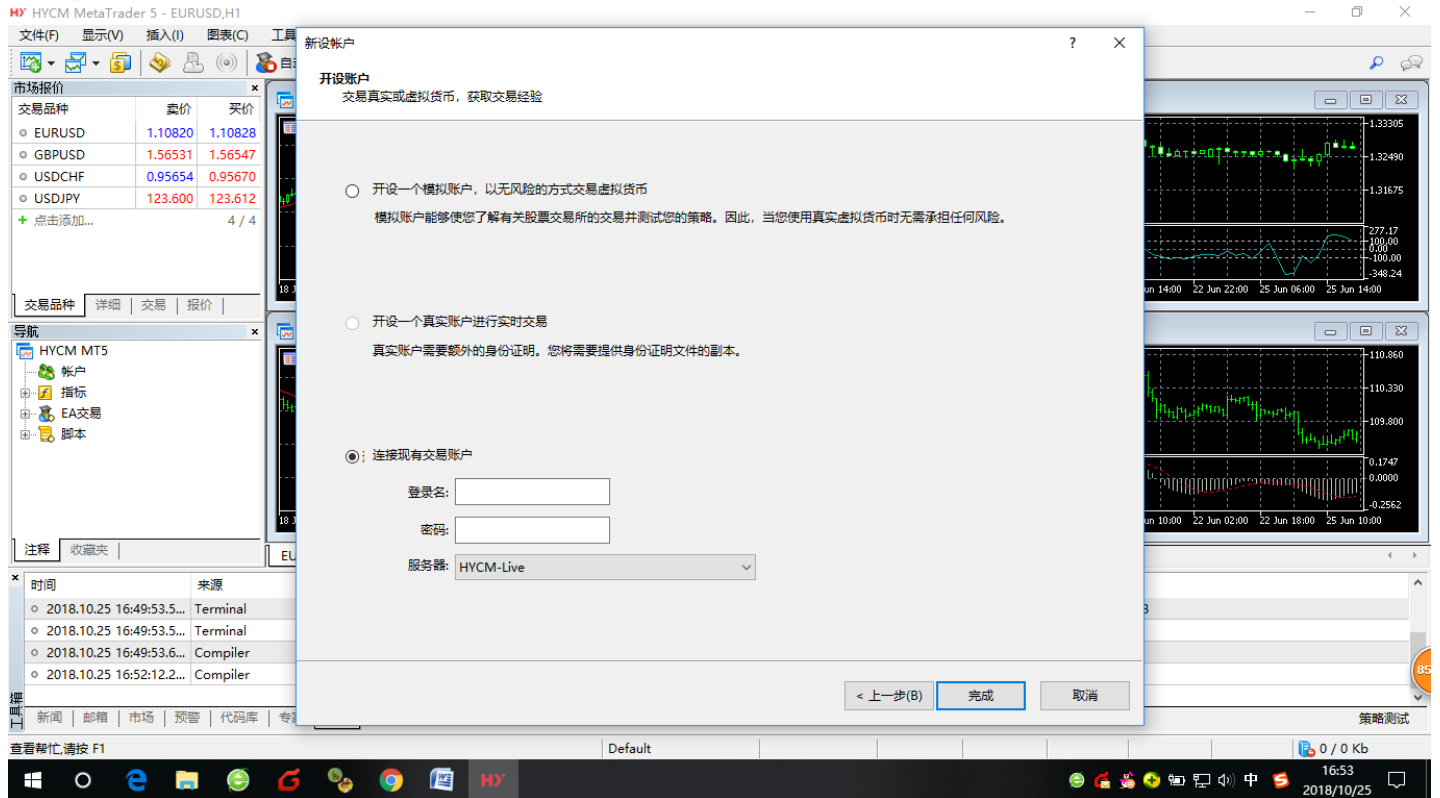 HYCM MetaTrader 5 - EURUSD,H1
文件(F) 显示(V) 插入(I) 图表(C) 工具
市场报价
交易品种 卖价 买价
EURUSD 1.10820 1.10828
GBPUSD 1.56531 1.56547
USDCHF 0.95654 0.95670
USDJPY 123.600 123.612
点击添加... 4 / 4
交易品种 详细 交易 报价
导航
HYCM MT5
帐户
指标
EA交易
脚本
注释 收藏夹
新设帐户
开设账户
交易真实或虚拟货币，获取交易经验
开设一个模拟账户，以无风险的方式交易虚拟货币
模拟账户能够使您了解有关股票交易所的交易并测试您的策略。因此，当您使用真实虚拟货币时无需承担任何风险。
开设一个真实账户进行实时交易
真实账户需要额外的身份证明。您将需要提供身份证明文件的副本。
连接现有交易账户
登录名:
密码:
服务器: HYCM-Live
< 上一步(B) 完成 取消
1.33305
1.32490
1.31675
277.17
100.00
0.00
-100.00
-348.24
18 J
un 14:00 22 Jun 22:00 25 Jun 06:00 25 Jun 14:00
110.860
110.330
109.800
0.1747
0.0000
-0.2562
18 J
un 10:00 22 Jun 02:00 22 Jun 18:00 25 Jun 10:00
EU
时间 来源
2018.10.25 16:49:53.5... Terminal
2018.10.25 16:49:53.5... Terminal
2018.10.25 16:49:53.6... Compiler
2018.10.25 16:52:12.2... Compiler
工具箱
新闻 邮箱 市场 预警 代码库 专
策略测试
85
查看帮忙,请按 F1 Default 0 / 0 Kb
HY
中
16:53
2018/10/25